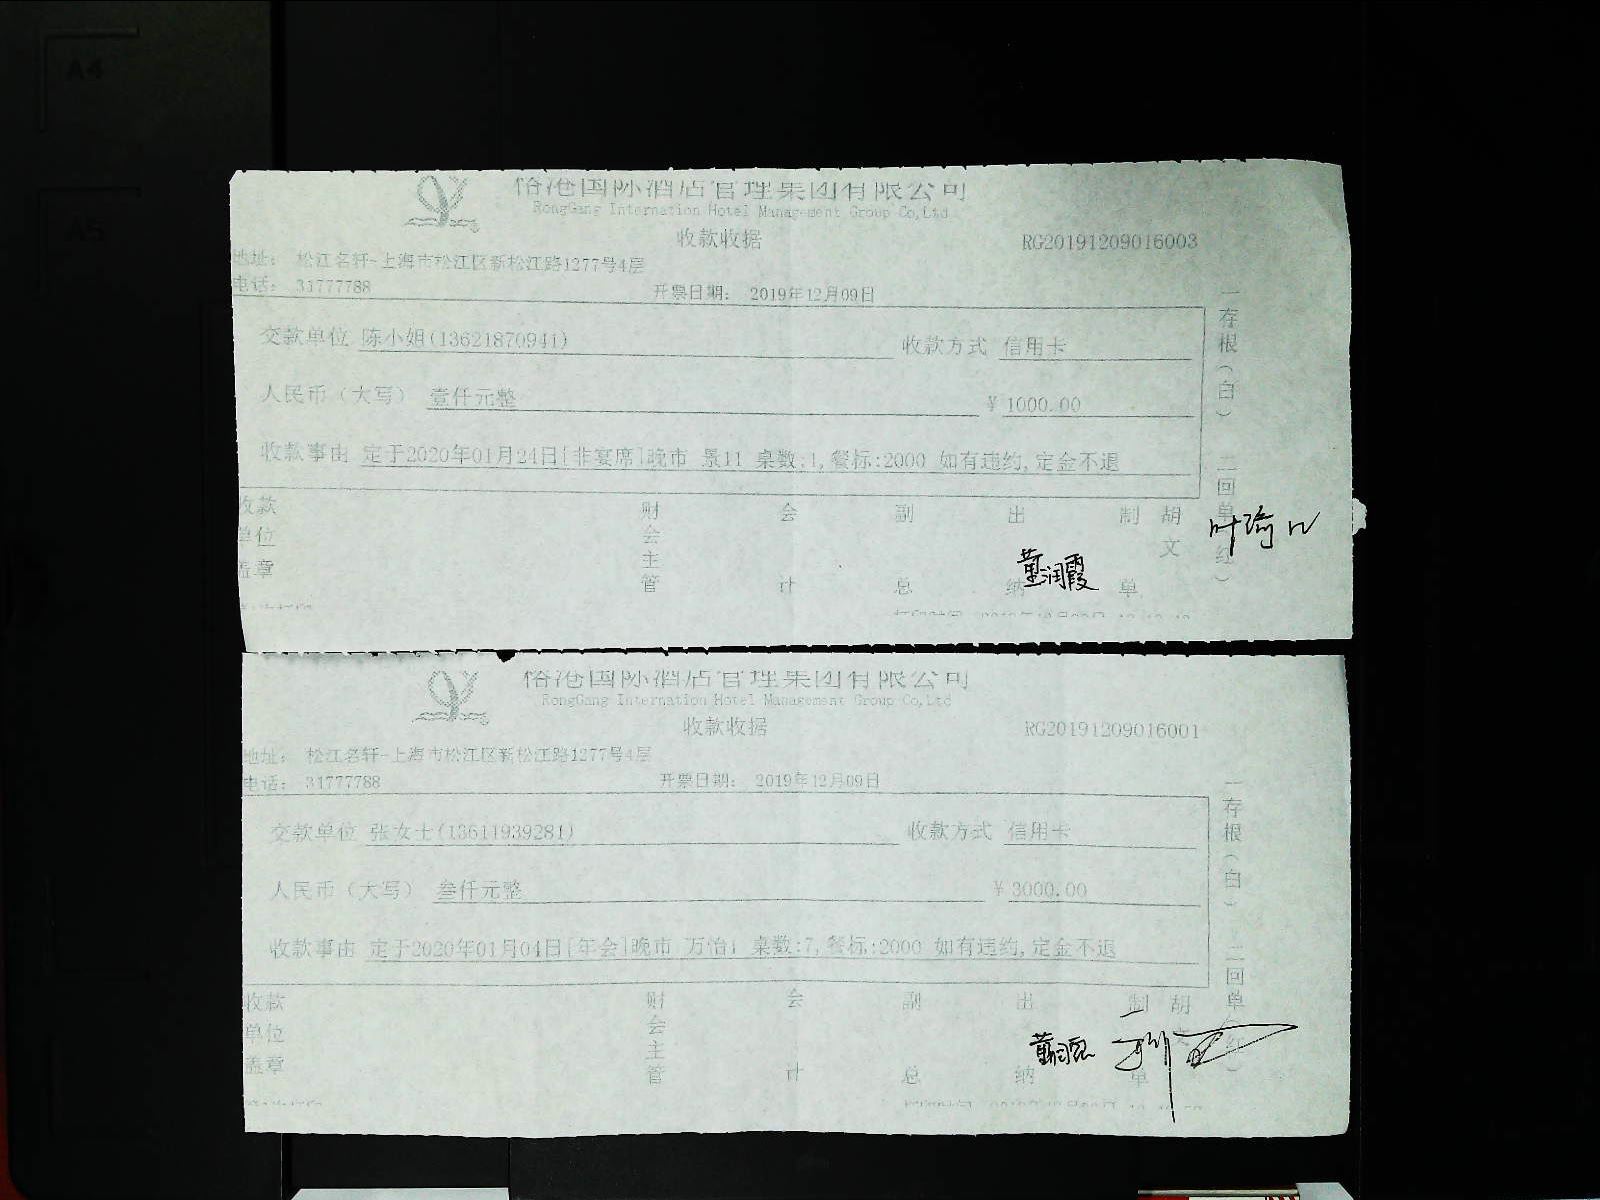 A4
A5
榕港国际酒店管理集团有限公司
RongGang Internation Hotel Management Group Co,Ltd
收款收据 RG20191209016003
地址: 松江名轩-上海市松江区新松江路1277号4层
电话: 31777788 开票日期: 2019年12月09日
交款单位 陈小姐(13621870941) 收款方式 信用卡
人民币（大写） 壹仟元整 ¥ 1000.00
收款事由 定于2020年01月24日[非宴席]晚市 景11 桌数:1,餐标:2000 如有违约,定金不退
收款单位盖章 财会主管 会计 副总 出纳 董润霞 制单 胡文
一存根(白) 二回单(红)
榕港国际酒店管理集团有限公司
RongGang Internation Hotel Management Group Co,Ltd
收款收据 RG20191209016001
地址: 松江名轩-上海市松江区新松江路1277号4层
电话: 31777788 开票日期: 2019年12月09日
交款单位 张女士(13611939281) 收款方式 信用卡
人民币（大写） 叁仟元整 ¥ 3000.00
收款事由 定于2020年01月04日[年会]晚市 万怡1 桌数:7,餐标:2000 如有违约,定金不退
收款单位盖章 财会主管 会计 副总 出纳 制单 胡文
一存根(白) 二回单(红)